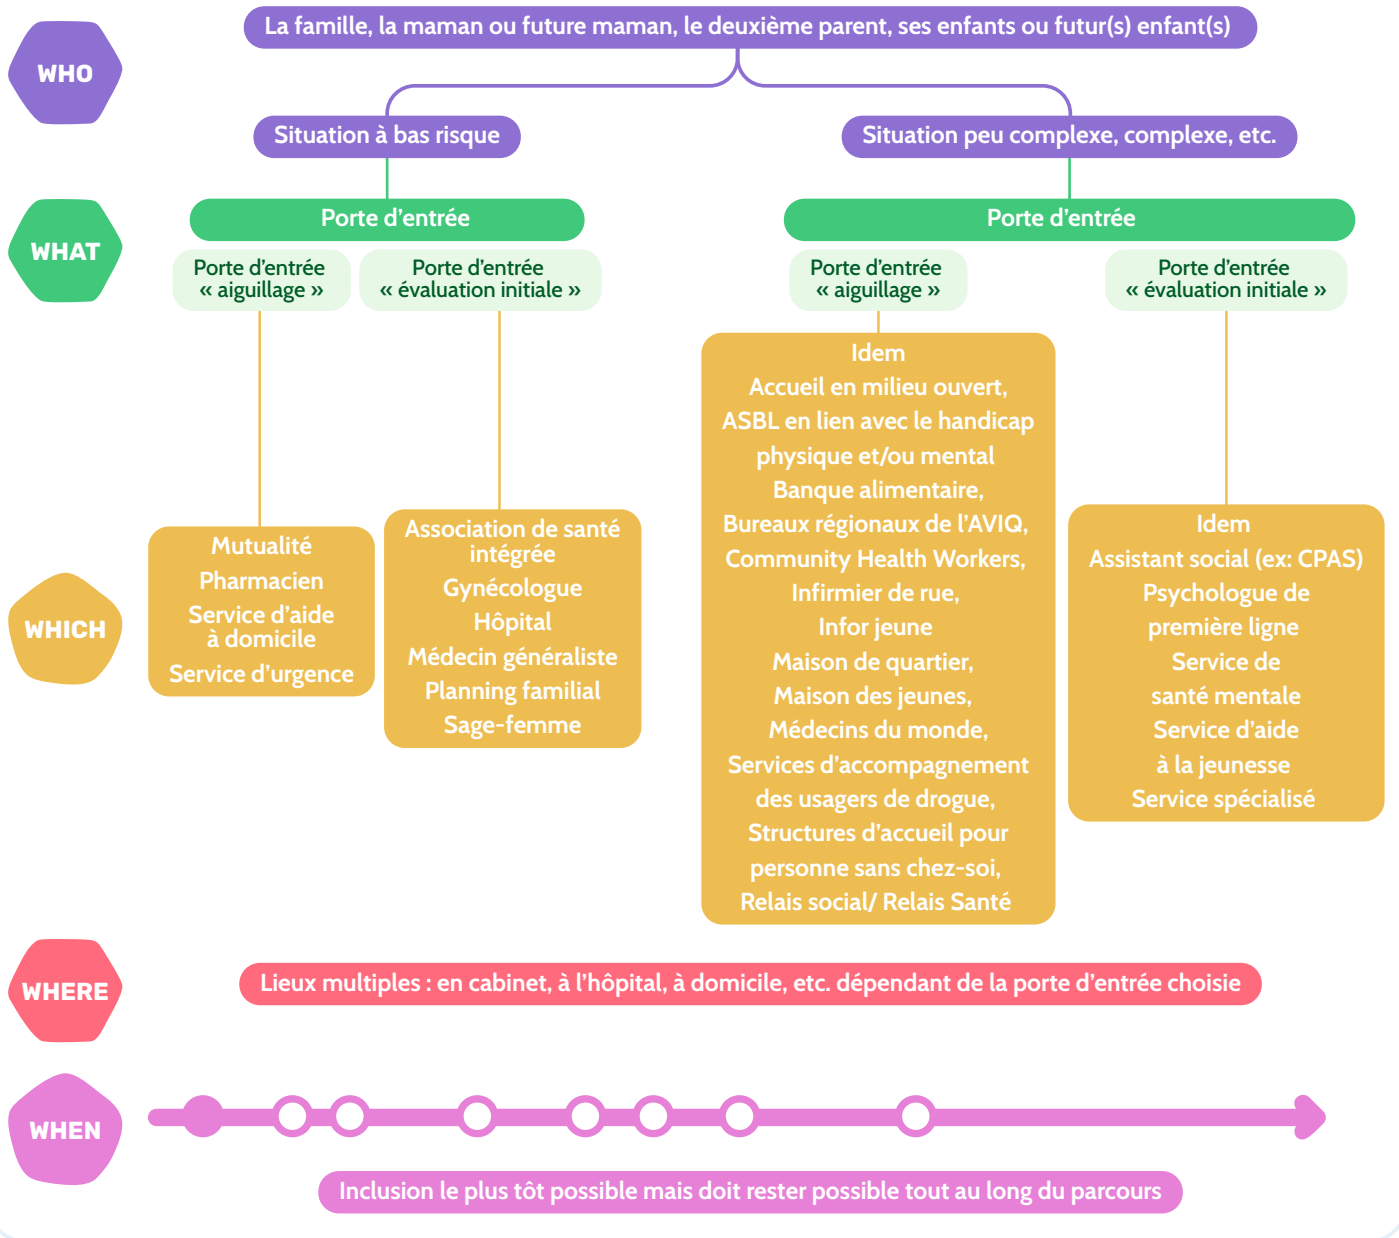 WHO
La famille, la maman ou future maman, le deuxième parent, ses enfants ou futur(s) enfant(s)
Situation à bas risque
Situation peu complexe, complexe, etc.
WHAT
Porte d'entrée
Porte d'entrée
« aiguillage »
Porte d'entrée
« évaluation initiale »
Porte d'entrée
Porte d'entrée
« aiguillage »
Porte d'entrée
« évaluation initiale »
WHICH
Mutualité
Pharmacien
Service d'aide
à domicile
Service d'urgence
Association de santé
intégrée
Gynécologue
Hôpital
Médecin généraliste
Planning familial
Sage-femme
Idem
Accueil en milieu ouvert,
ASBL en lien avec le handicap
physique et/ou mental
Banque alimentaire,
Bureaux régionaux de l'AVIQ,
Community Health Workers,
Infirmier de rue,
Infor jeune
Maison de quartier,
Maison des jeunes,
Médecins du monde,
Services d'accompagnement
des usagers de drogue,
Structures d'accueil pour
personne sans chez-soi,
Relais social/ Relais Santé
Idem
Assistant social (ex: CPAS)
Psychologue de
première ligne
Service de
santé mentale
Service d'aide
à la jeunesse
Service spécialisé
WHERE
Lieux multiples : en cabinet, à l'hôpital, à domicile, etc. dépendant de la porte d'entrée choisie
WHEN
Inclusion le plus tôt possible mais doit rester possible tout au long du parcours